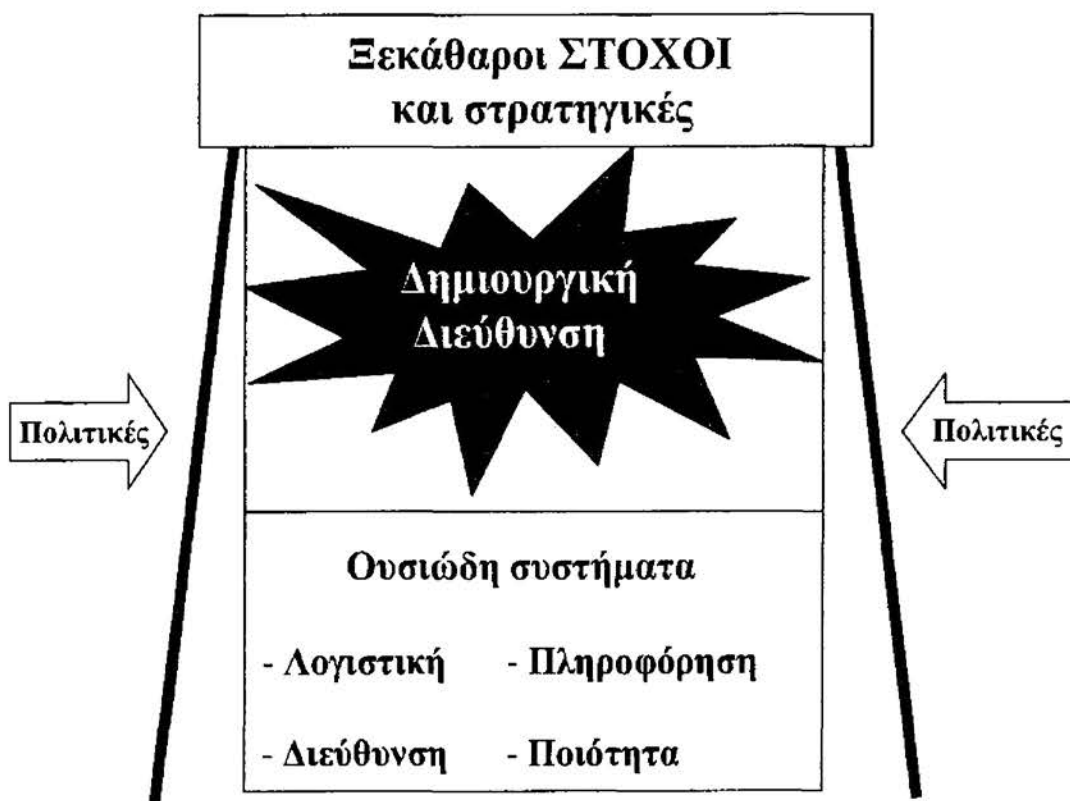 Ξεκάθαροι ΣΤΟΧΟΙ
και στρατηγικές
Δημιουργική
Διεύθυνση
Πολιτικές
Πολιτικές
Ουσιώδη συστήματα
- Λογιστική - Πληροφόρηση
- Διεύθυνση - Ποιότητα